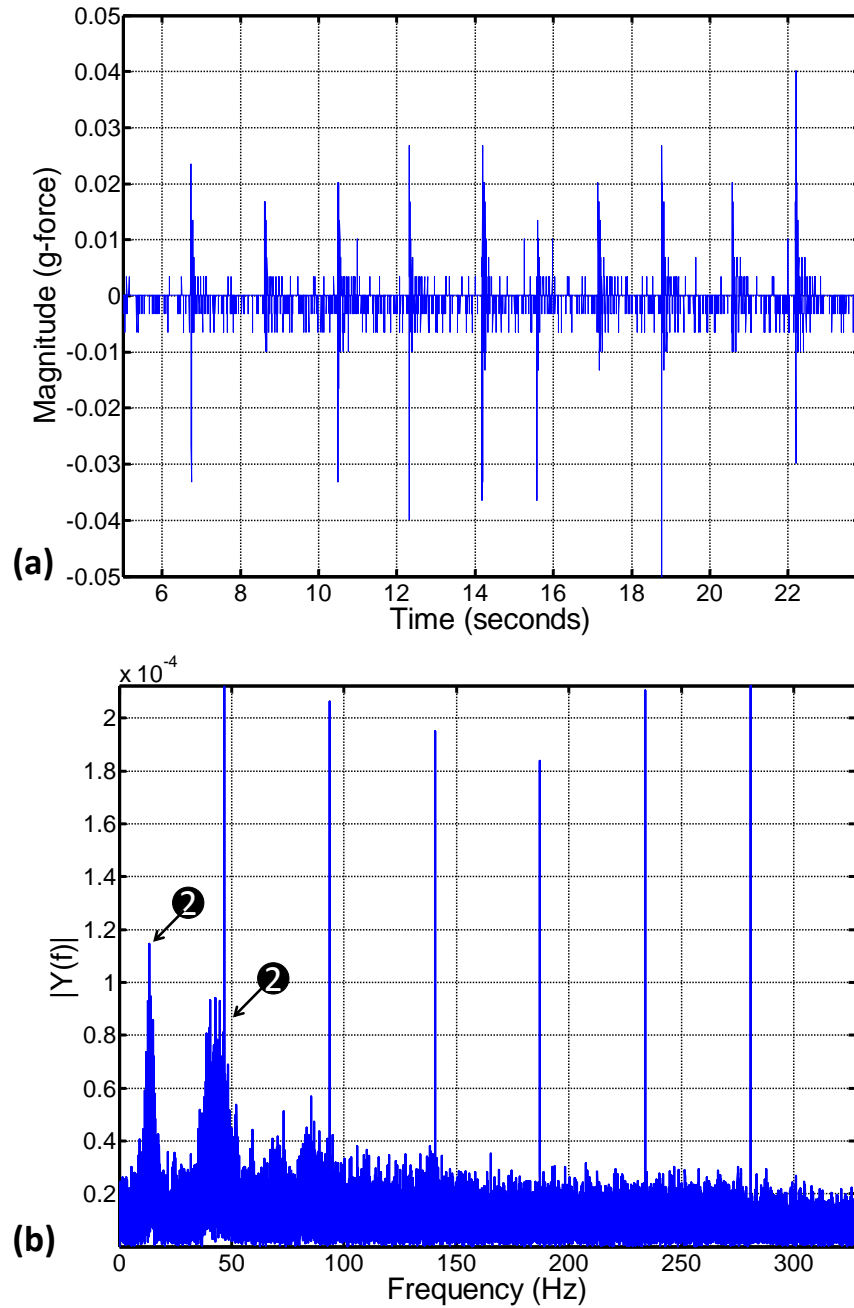 0.05
0.04
0.03
0.02
0.01
0
-0.01
-0.02
-0.03
-0.04
-0.05
Magnitude (g-force)
6 8 10 12 14 16 18 20 22
Time (seconds)
(a)
x 10^-4
2
1.8
1.6
1.4
1.2
1
0.8
0.6
0.4
0.2
|Y(f)|
2
2
0 50 100 150 200 250 300
Frequency (Hz)
(b)